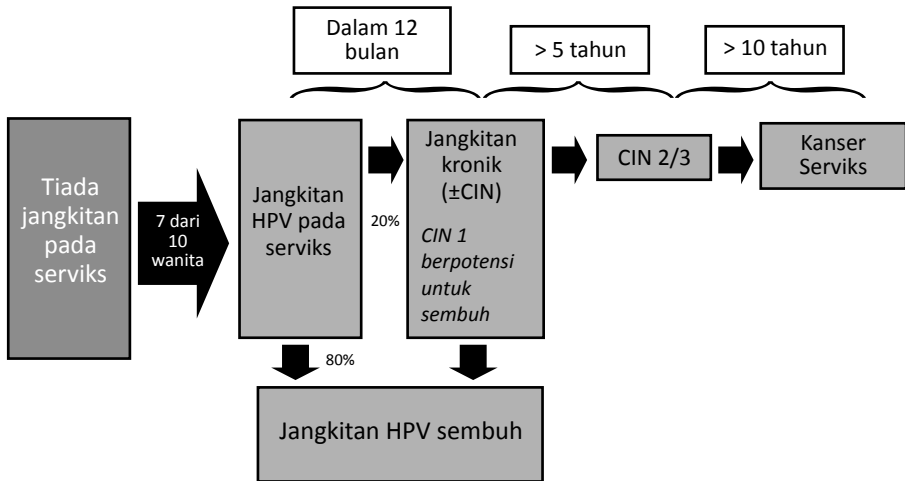 Dalam 12
bulan
> 5 tahun
> 10 tahun
Tiada
jangkitan
pada
serviks
7 dari
10
wanita
Jangkitan
HPV pada
serviks
20%
Jangkitan
kronik
(±CIN)
CIN 1
berpotensi
untuk
sembuh
CIN 2/3
Kanser
Serviks
80%
Jangkitan HPV sembuh